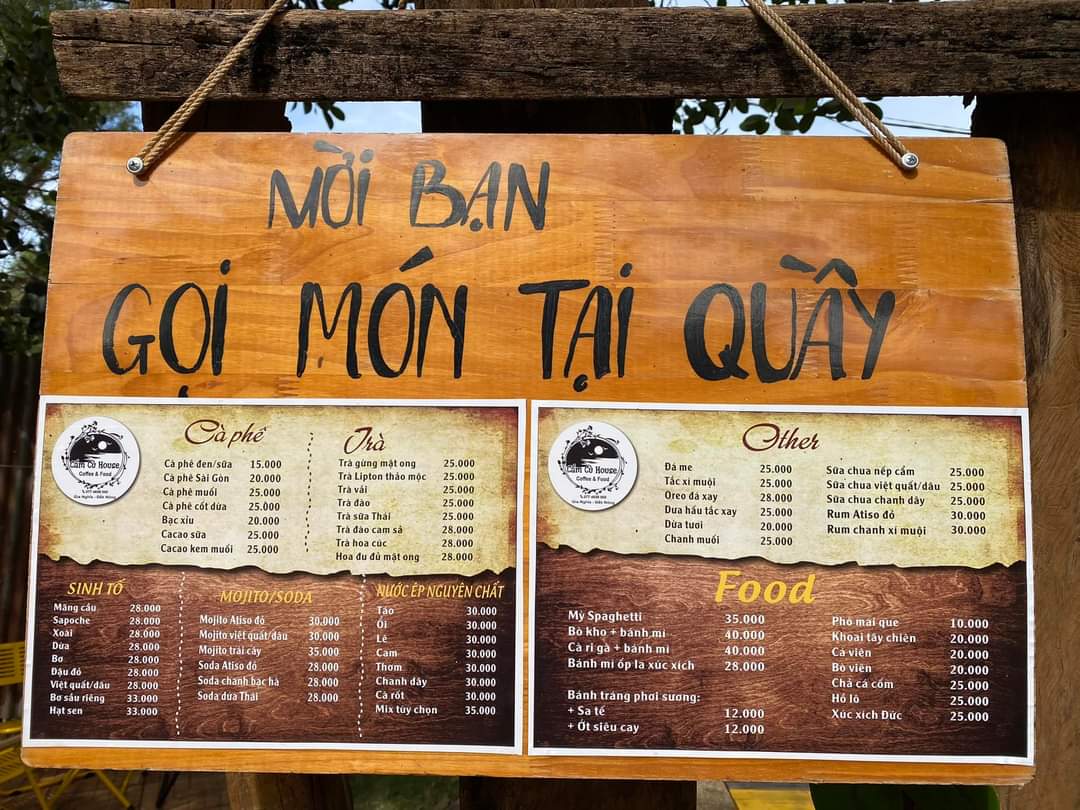 MỜI BẠN
GỌI MÓN TẠI QUẦY
Cầm Cừ House
Coffee & Food
Gia Nghĩa - Đắk Nông
Cà phê
Cà phê đen/sữa 15.000
Cà phê Sài Gòn 20.000
Cà phê muối 25.000
Cà phê cốt dừa 25.000
Bạc xỉu 20.000
Cacao sữa 25.000
Cacao kem muối 25.000
Trà
Trà gừng mật ong 25.000
Trà Lipton thảo mộc 25.000
Trà vải 25.000
Trà đào 25.000
Trà sữa Thái 25.000
Trà đào cam sả 28.000
Trà hoa cúc 28.000
Hoa đu đủ mật ong 28.000
SINH TỐ
Mãng cầu 28.000
Sapoche 28.000
Xoài 28.000
Dừa 28.000
Bơ 28.000
Dậu đỏ 28.000
Việt quất/dâu 28.000
Bơ sầu riêng 33.000
Hạt sen 33.000
MOJITO/SODA
Mojito Atiso đỏ 30.000
Mojito việt quất/dâu 30.000
Mojito trái cây 35.000
Soda Atiso đỏ 28.000
Soda chanh bạc hà 28.000
Soda dưa Thái 28.000
NƯỚC ÉP NGUYÊN CHẤT
Táo 30.000
Ổi 30.000
Lê 30.000
Cam 30.000
Thơm 30.000
Chanh dây 30.000
Cà rốt 30.000
Mix tùy chọn 35.000
Cầm Cừ House
Coffee & Food
Gia Nghĩa - Đắk Nông
Other
Đá me 25.000
Tắc xí muội 25.000
Oreo đá xay 28.000
Dưa hấu tắc xay 25.000
Dừa tươi 20.000
Chanh muối 25.000
Sữa chua nếp cẩm 25.000
Sữa chua việt quất/dâu 25.000
Sữa chua chanh dây 25.000
Rum Atiso đỏ 30.000
Rum chanh xí muội 30.000
Food
Mỳ Spaghetti 35.000
Bò kho + bánh mì 40.000
Cà ri gà + bánh mì 40.000
Bánh mì ốp la xúc xích 28.000
Bánh tráng phơi sương:
+ Sa tế 12.000
+ Ớt siêu cay 12.000
Phô mai que 10.000
Khoai tây chiên 20.000
Cá viên 20.000
Bò viên 20.000
Chả cá cốm 25.000
Hồ lô 25.000
Xúc xích Đức 25.000